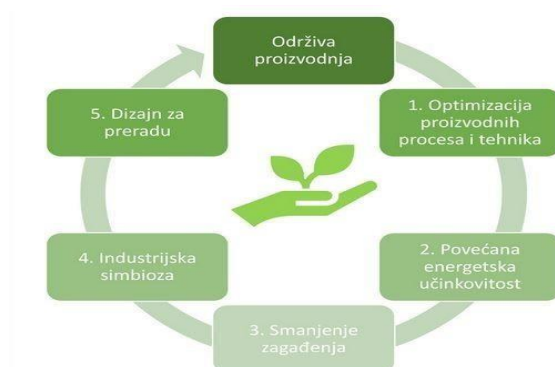 Održiva
proizvodnja
1. Optimizacija
proizvodnih
procesa i tehnika
2. Povećana
energetska
učinkovitost
3. Smanjenje
zagađenja
4. Industrijska
simbioza
5. Dizajn za
preradu